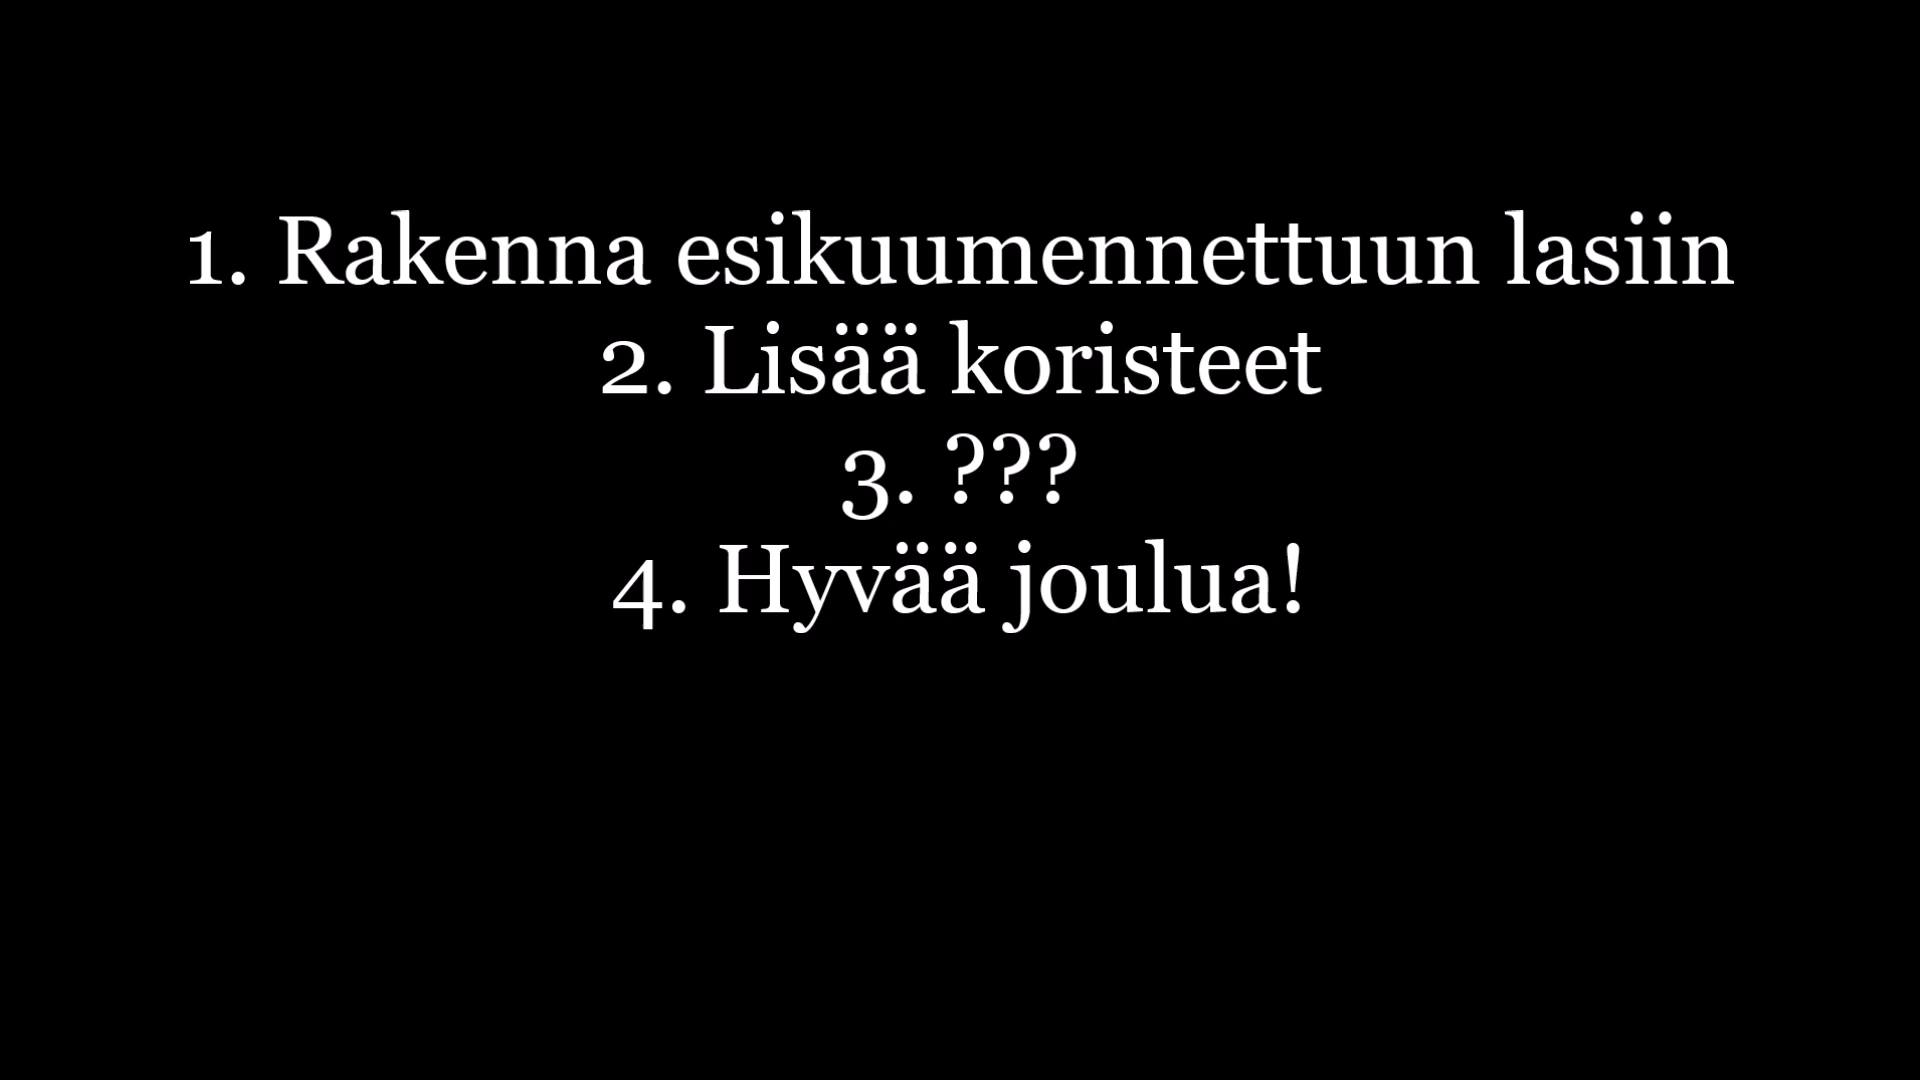 1. Rakenna esikuumennettuun lasiin
2. Lisää koristeet
3. ???
4. Hyvää joulua!